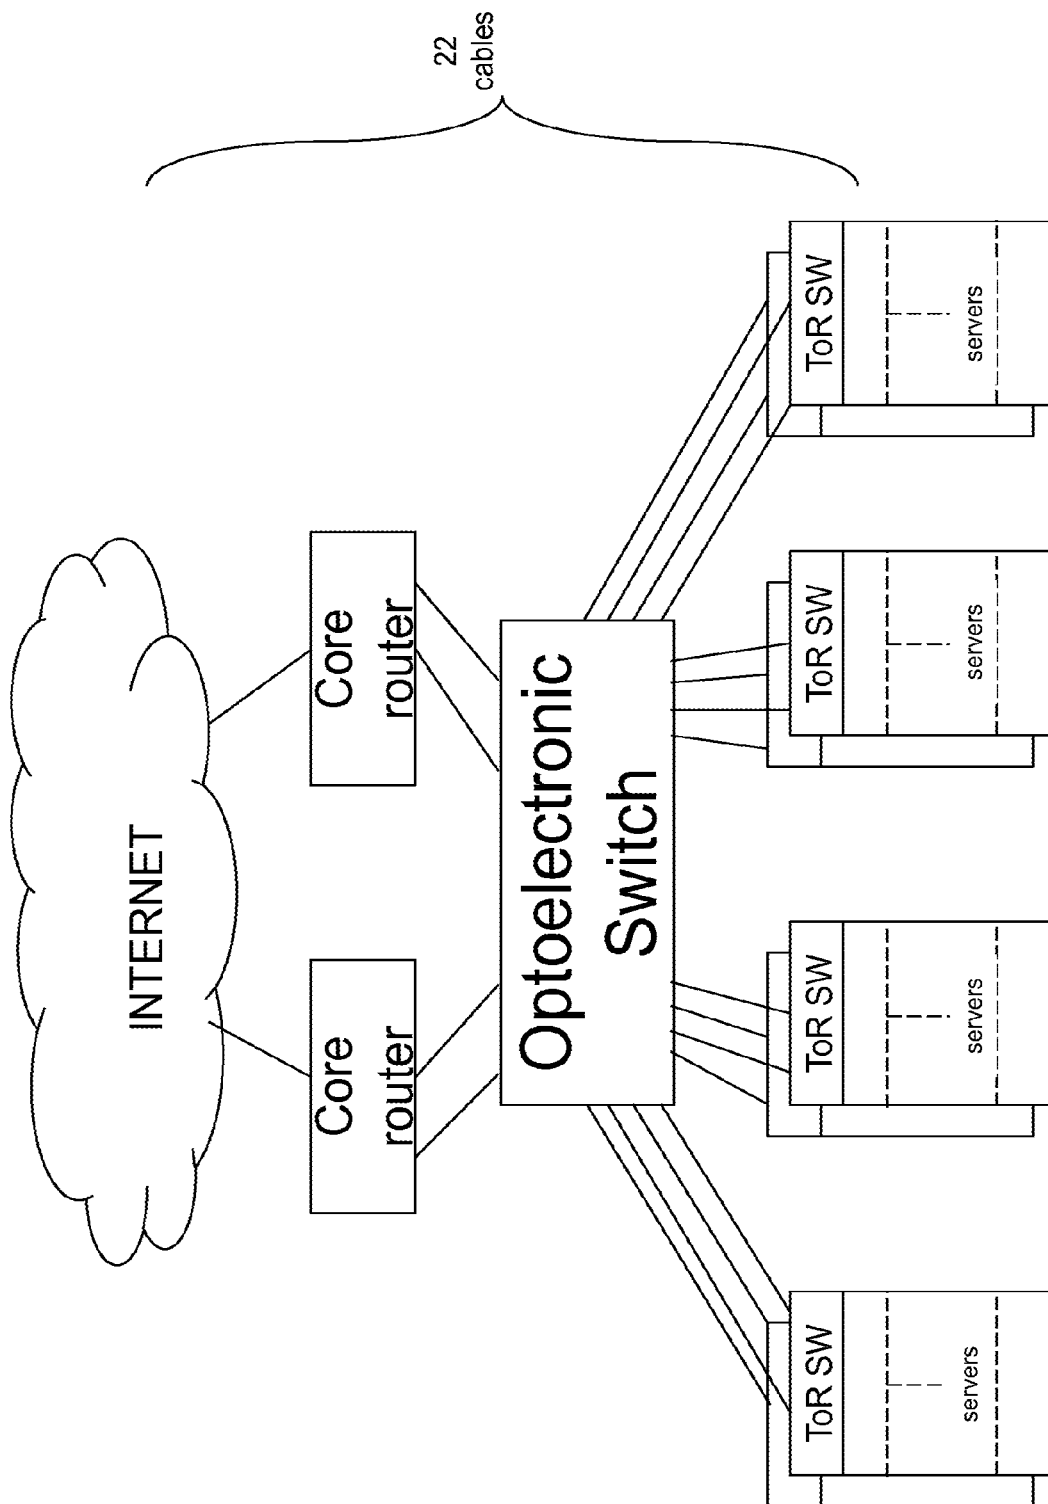 22
cables
INTERNET
Core
router
Core
router
Optoelectronic
Switch
ToR SW
servers
ToR SW
servers
ToR SW
servers
ToR SW
servers